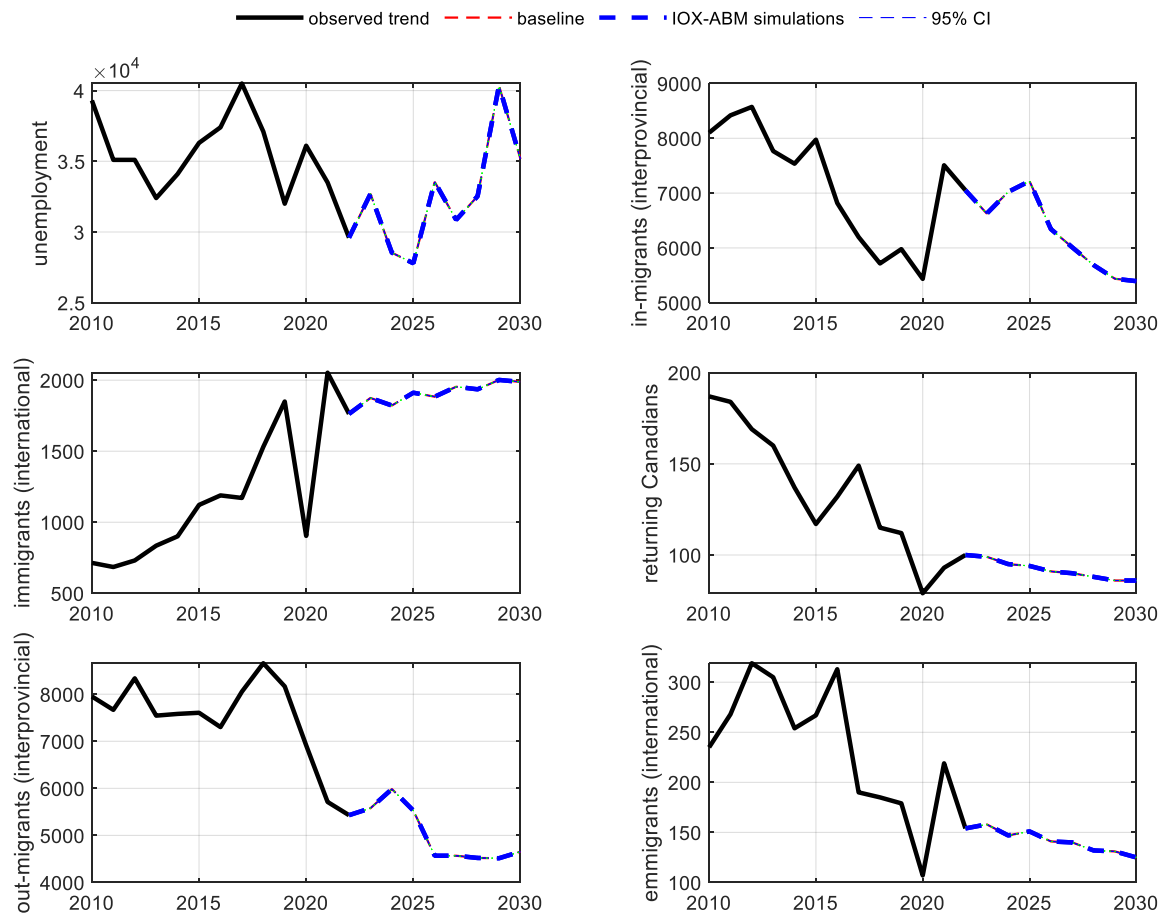 observed trend baseline IOX-ABM simulations 95% CI
×10⁴
unemployment
4
3.5
3
2.5
2010 2015 2020 2025 2030
in-migrants (interprovincial)
9000
8000
7000
6000
5000
2010 2015 2020 2025 2030
immigrants (international)
2000
1500
1000
500
2010 2015 2020 2025 2030
returning Canadians
200
150
100
2010 2015 2020 2025 2030
out-migrants (interprovincial)
8000
7000
6000
5000
4000
2010 2015 2020 2025 2030
emmigrants (international)
300
250
200
150
100
2010 2015 2020 2025 2030